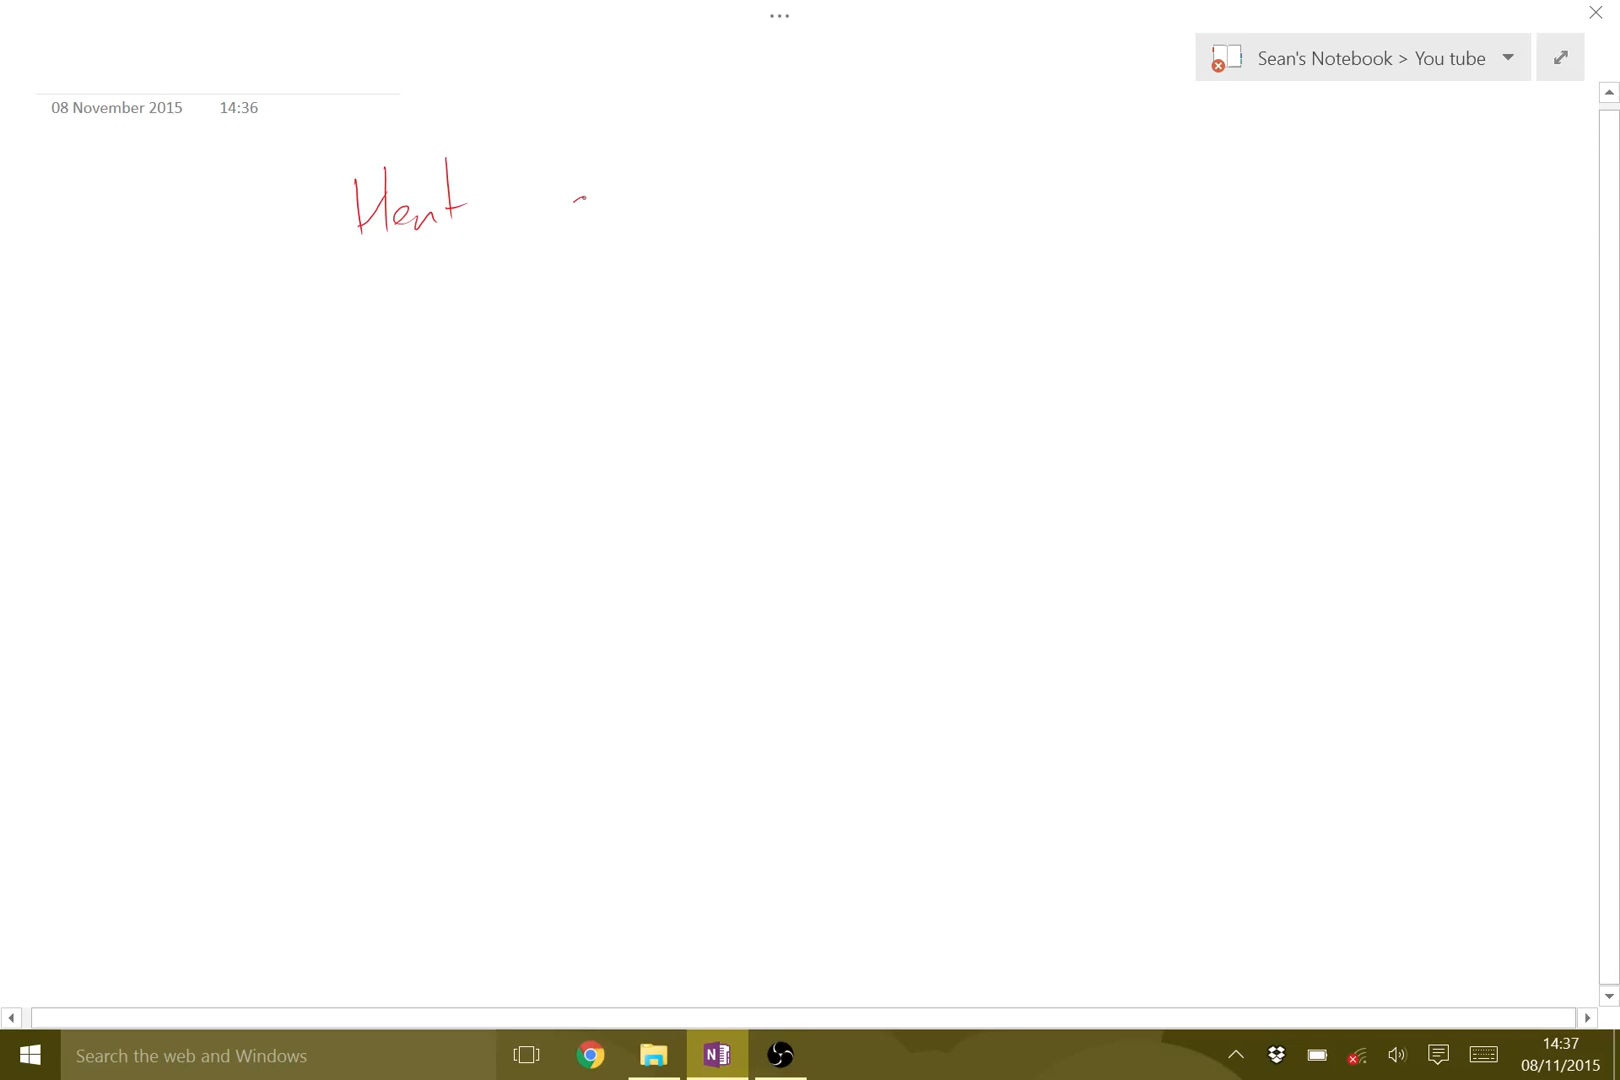 Sean's Notebook > You tube
08 November 2015 14:36
Heat
Search the web and Windows
14:37
08/11/2015